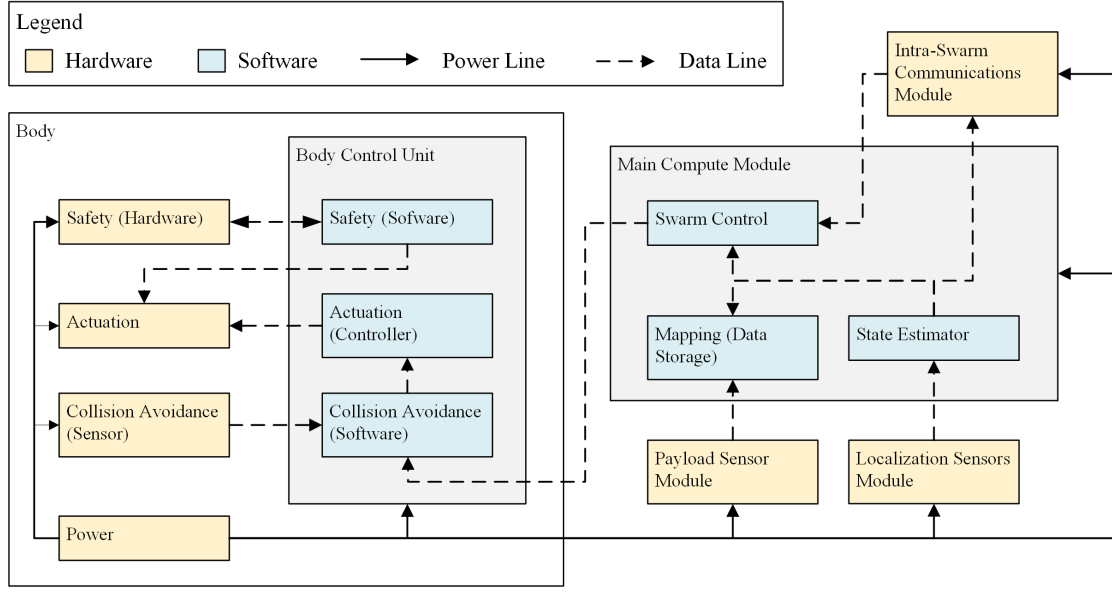 Legend
Hardware
Software
Power Line
Data Line
Intra-Swarm
Communications
Module
Body
Body Control Unit
Main Compute Module
Safety (Hardware)
Safety (Sofware)
Swarm Control
Actuation
Actuation
(Controller)
Mapping (Data
Storage)
State Estimator
Collision Avoidance
(Sensor)
Collision Avoidance
(Software)
Payload Sensor
Module
Localization Sensors
Module
Power